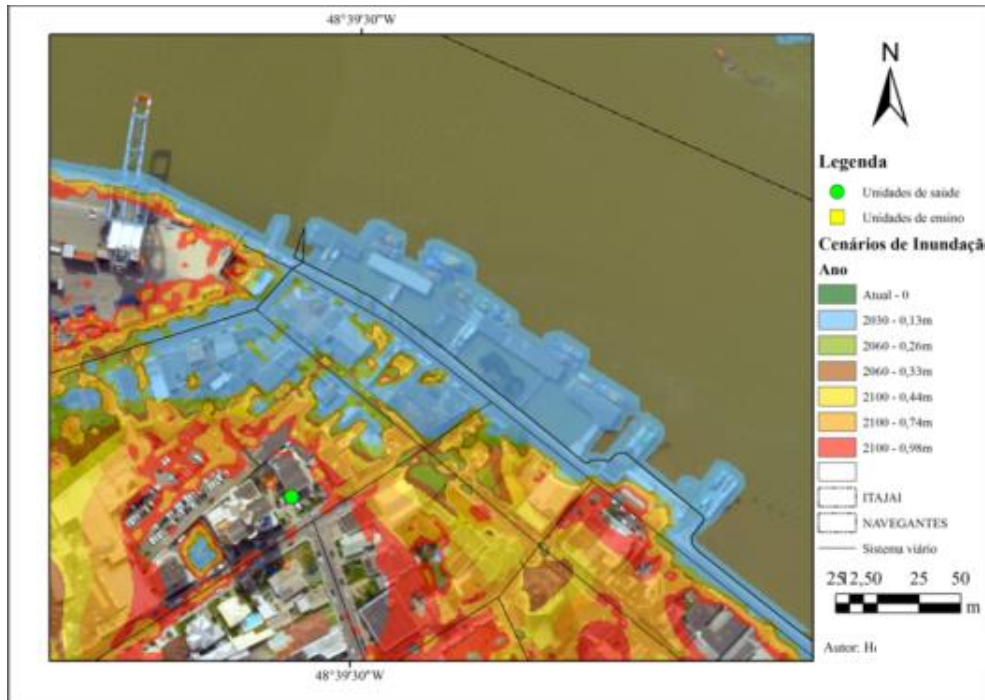 48°39'30"W
N
Legenda
Unidades de saúde
Unidades de ensino
Cenários de Inundação
Ano
Atual - 0
2030 - 0,13m
2060 - 0,26m
2060 - 0,33m
2100 - 0,44m
2100 - 0,74m
2100 - 0,98m
ITAJAI
NAVEGANTES
Sistema viário
25 12,50 25 50
m
Autor:
48°39'30"W